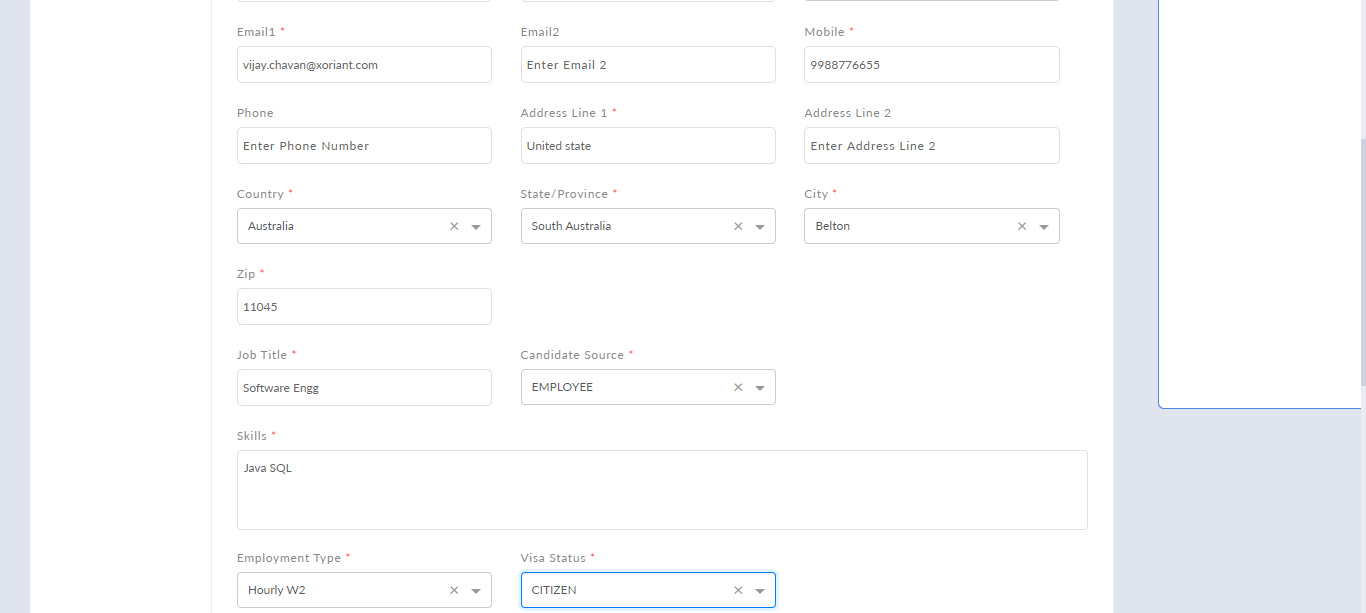 Email1 * Email2 Mobile *
vijay.chavan@xoriant.com Enter Email 2 9988776655
Phone Address Line 1 * Address Line 2
Enter Phone Number United state Enter Address Line 2
Country * State/Province * City *
Australia × South Australia × Belton ×
Zip *
11045
Job Title * Candidate Source *
Software Engg EMPLOYEE ×
Skills *
Java SQL
Employment Type * Visa Status *
Hourly W2 × CITIZEN ×